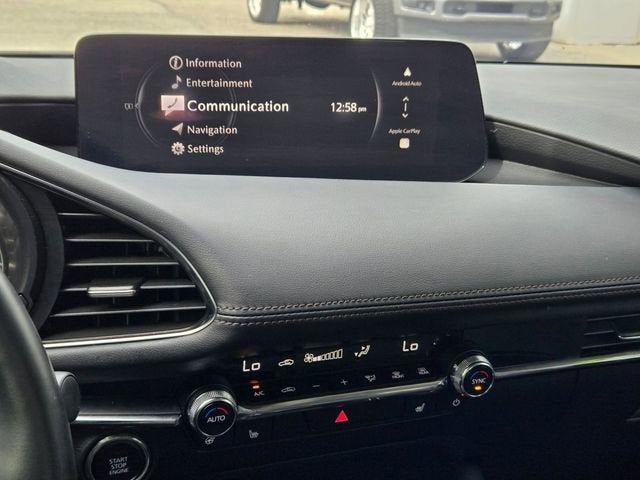 Information
Entertainment
Communication
12:58 pm
Navigation
Settings
Android Auto
Apple CarPlay
Lo
Lo
A/C
AUTO
SYNC
START
STOP
ENGINE